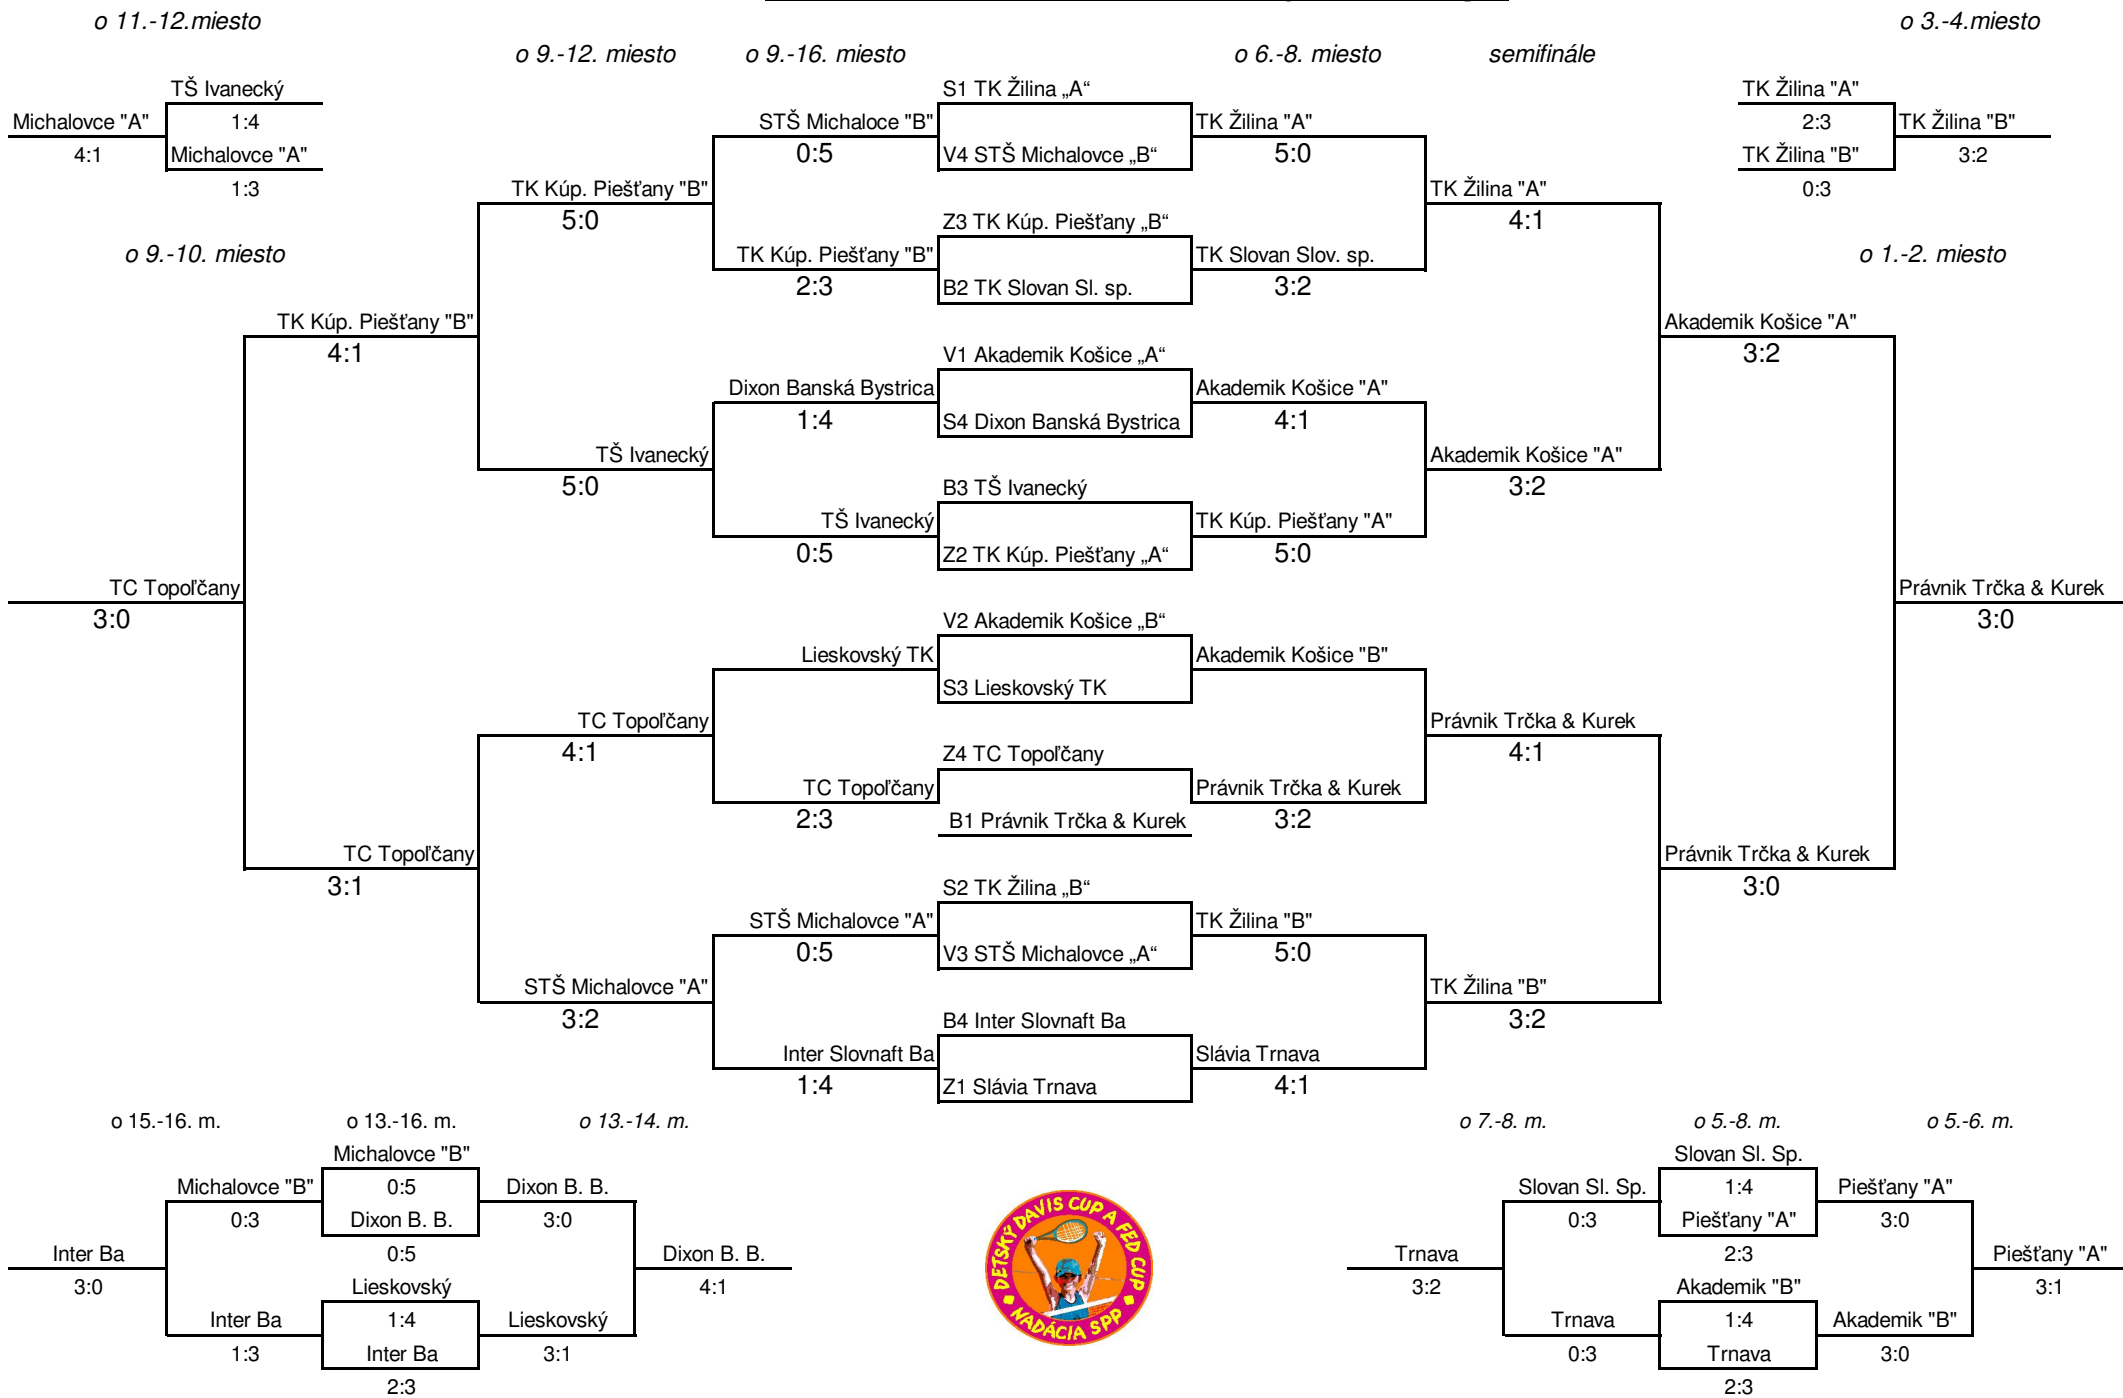 o 11.-12.miesto
o 3.-4.miesto
o 9.-12. miesto
o 9.-16. miesto
o 6.-8. miesto
semifinále
TŠ Ivanecký
S1 TK Žilina „A“
TK Žilina "A"
Michalovce "A"
1:4
STŠ Michaloce "B"
TK Žilina "A"
2:3
TK Žilina "B"
4:1
Michalovce "A"
0:5
V4 STŠ Michalovce „B“
5:0
TK Žilina "B"
3:2
1:3
TK Kúp. Piešťany "B"
TK Žilina "A"
0:3
5:0
Z3 TK Kúp. Piešťany „B“
4:1
o 9.-10. miesto
TK Kúp. Piešťany "B"
TK Slovan Slov. sp.
o 1.-2. miesto
2:3
B2 TK Slovan Sl. sp.
3:2
TK Kúp. Piešťany "B"
Akademik Košice "A"
4:1
V1 Akademik Košice „A“
3:2
Dixon Banská Bystrica
Akademik Košice "A"
1:4
S4 Dixon Banská Bystrica
4:1
TŠ Ivanecký
Akademik Košice "A"
5:0
B3 TŠ Ivanecký
3:2
TŠ Ivanecký
TK Kúp. Piešťany "A"
0:5
Z2 TK Kúp. Piešťany „A“
5:0
TC Topoľčany
Právnik Trčka & Kurek
3:0
V2 Akademik Košice „B“
3:0
Lieskovský TK
Akademik Košice "B"
S3 Lieskovský TK
TC Topoľčany
Právnik Trčka & Kurek
4:1
Z4 TC Topoľčany
4:1
TC Topoľčany
Právnik Trčka & Kurek
2:3
B1 Právnik Trčka & Kurek
3:2
TC Topoľčany
Právnik Trčka & Kurek
3:1
S2 TK Žilina „B“
3:0
STŠ Michalovce "A"
TK Žilina "B"
0:5
V3 STŠ Michalovce „A“
5:0
STŠ Michalovce "A"
TK Žilina "B"
3:2
B4 Inter Slovnaft Ba
3:2
Inter Slovnaft Ba
Slávia Trnava
1:4
Z1 Slávia Trnava
4:1
o 15.-16. m.
o 13.-16. m.
o 13.-14. m.
o 7.-8. m.
o 5.-8. m.
o 5.-6. m.
Michalovce "B"
Slovan Sl. Sp.
Michalovce "B"
0:5
Dixon B. B.
Slovan Sl. Sp.
1:4
Piešťany "A"
0:3
Dixon B. B.
3:0
0:3
Piešťany "A"
3:0
Inter Ba
0:5
Dixon B. B.
Trnava
2:3
Piešťany "A"
3:0
Lieskovský
4:1
3:2
Akademik "B"
3:1
Inter Ba
1:4
Lieskovský
Trnava
1:4
Akademik "B"
1:3
Inter Ba
3:1
0:3
Trnava
3:0
2:3
2:3
DETSKÝ DAVIS CUP A FED CUP
NADÁCIA SPP